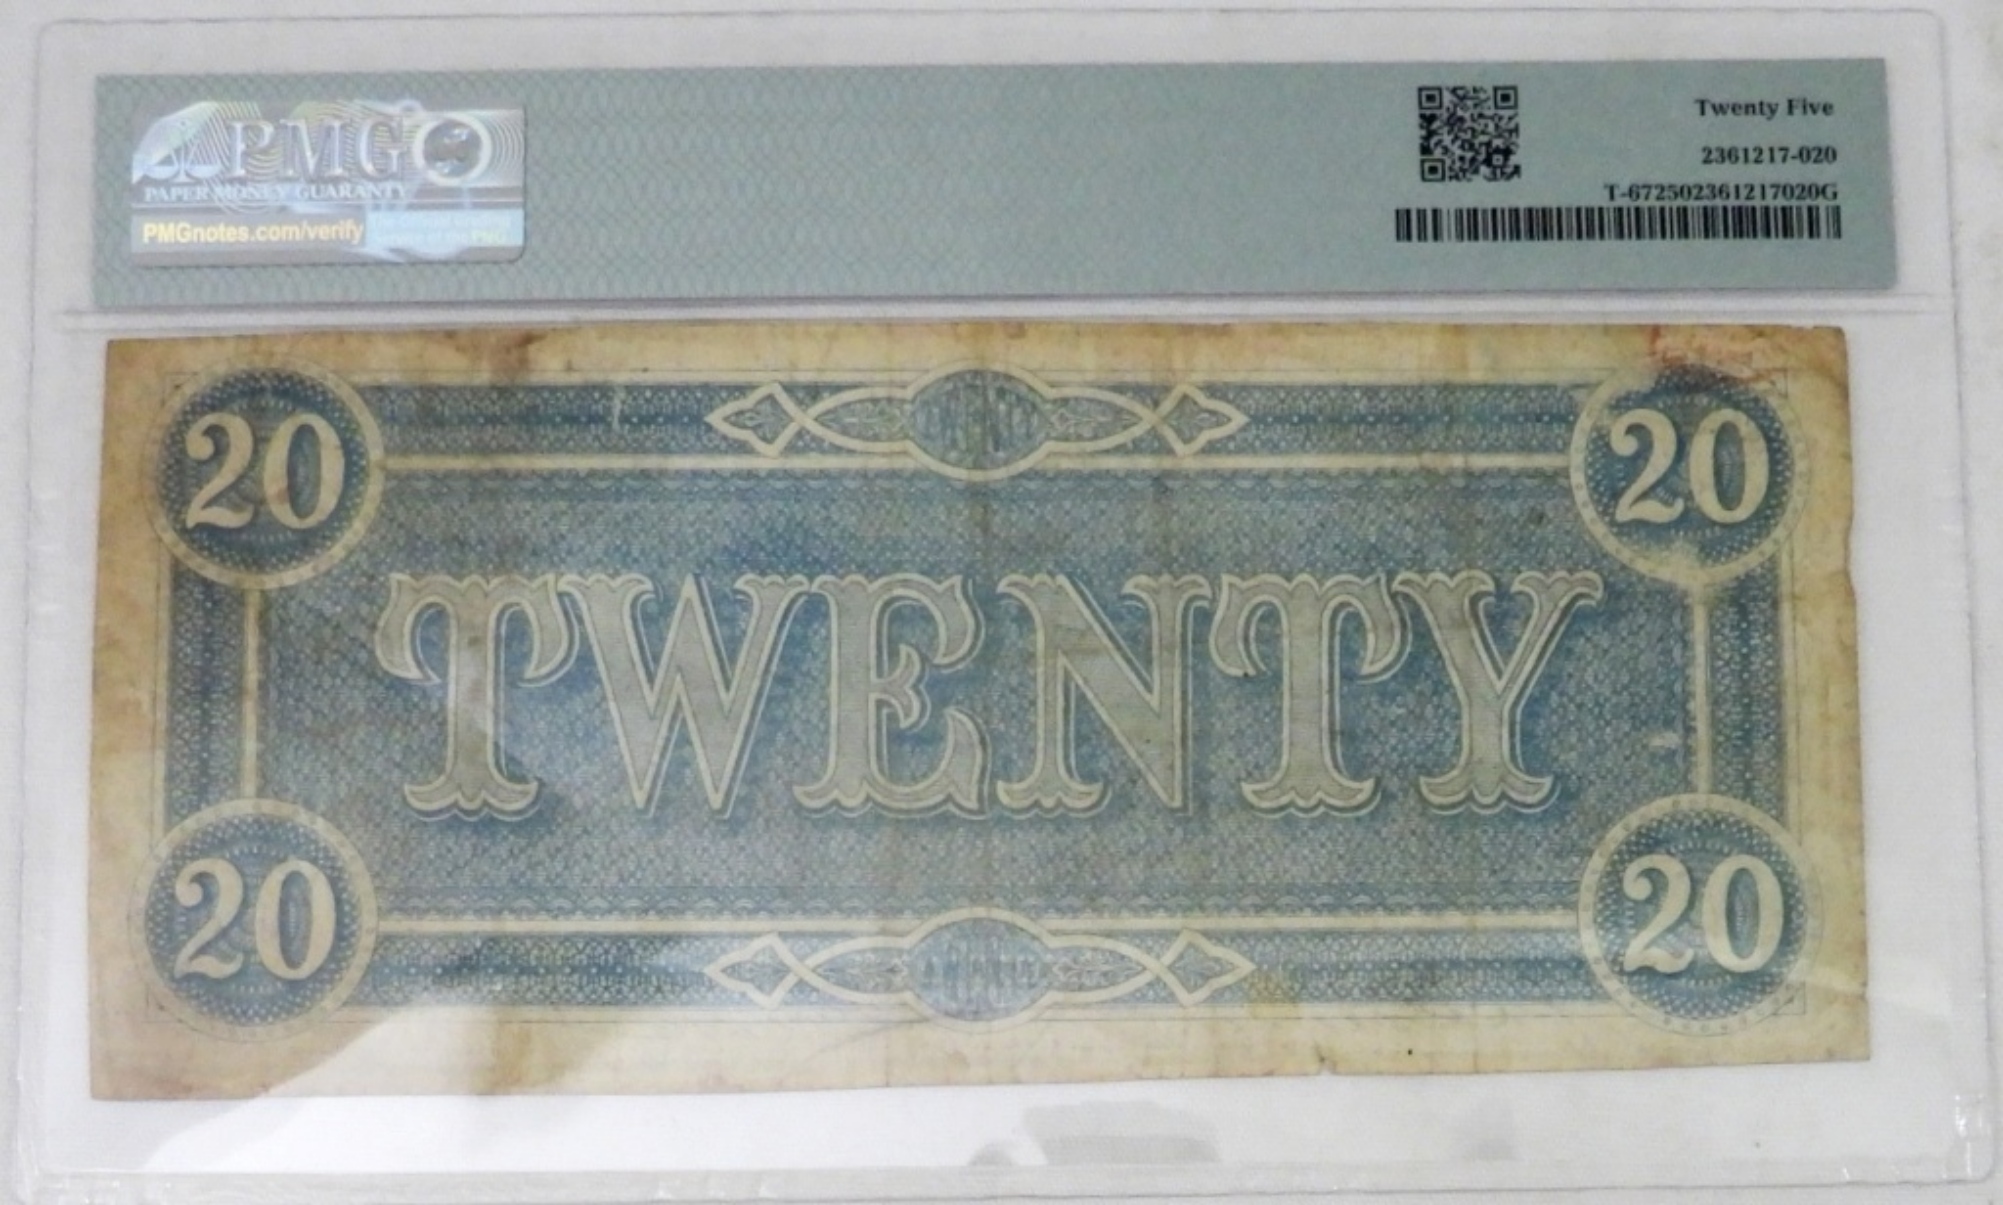 PMG
PAPER MONEY GUARANTY
PMGnotes.com/verify
Twenty Five
2361217-020
T-672502361217020G
20
20
TWENTY
20
20